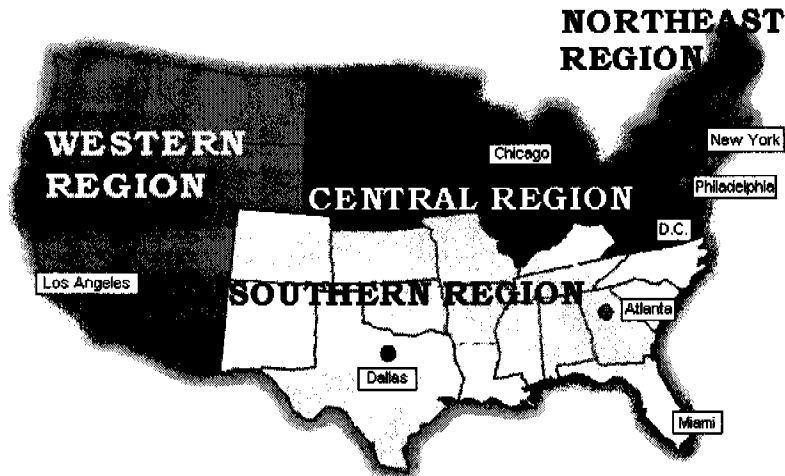 NORTHEAST
REGION
WESTERN
REGION
Chicago
New York
Philadelphia
CENTRAL REGION
D.C.
Los Angeles
SOUTHERN REGION
Atlanta
Dallas
Miami